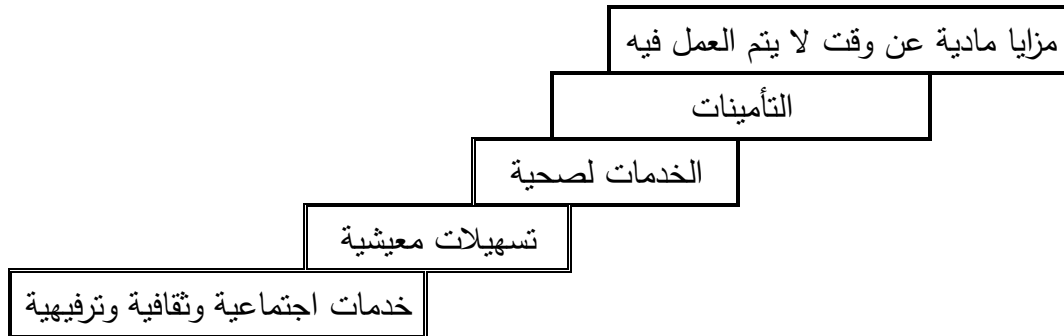 مزايا مادية عن وقت لا يتم العمل فيه
التأمينات
الخدمات لصحية
تسهيلات معيشية
خدمات اجتماعية وثقافية وترفيهية